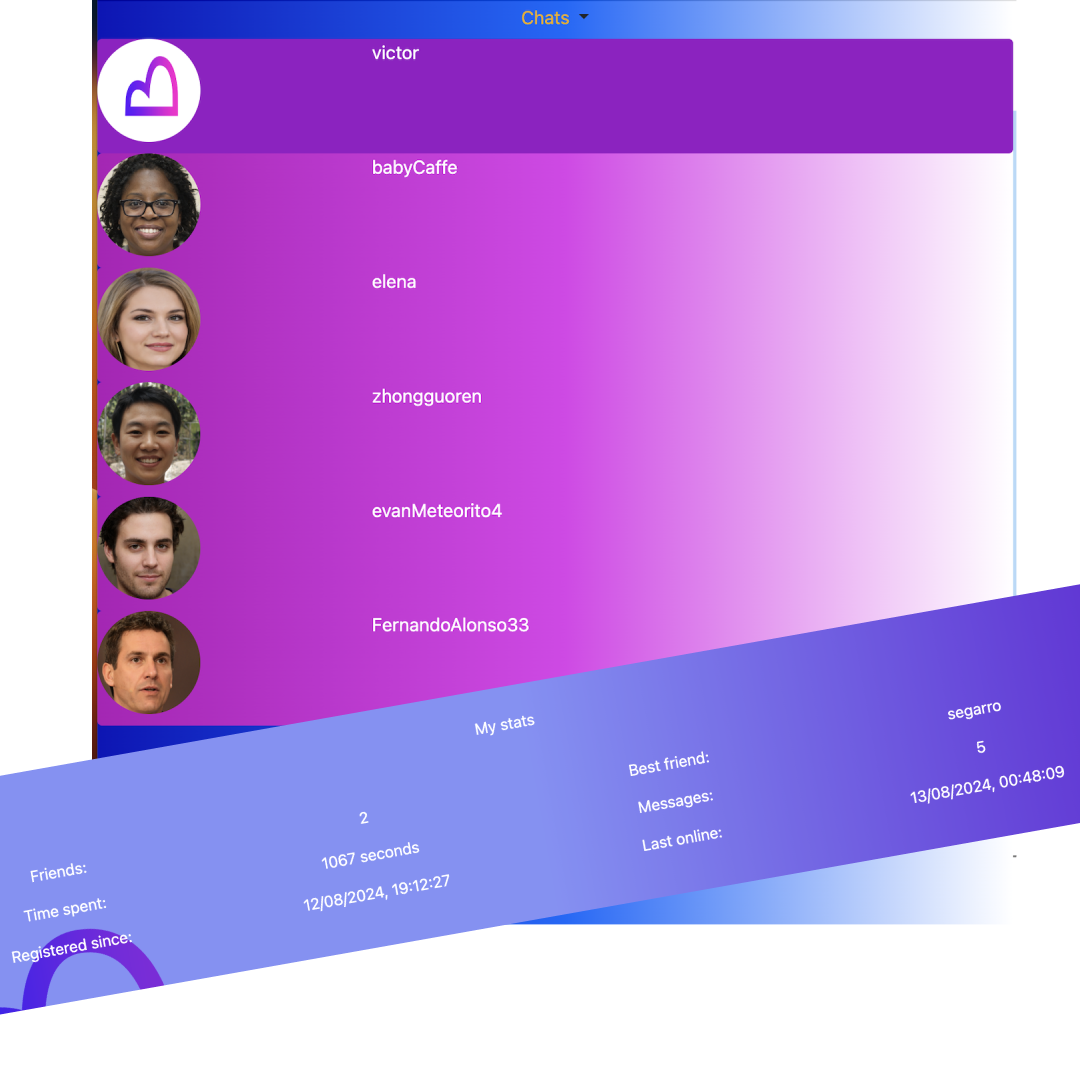 Chats
victor
babyCaffe
elena
zhongguoren
evanMeteorito4
FernandoAlonso33
My stats
Friends: 2
Time spent: 1067 seconds
Registered since: 12/08/2024, 19:12:27
Best friend: segarro
Messages: 5
Last online: 13/08/2024, 00:48:09